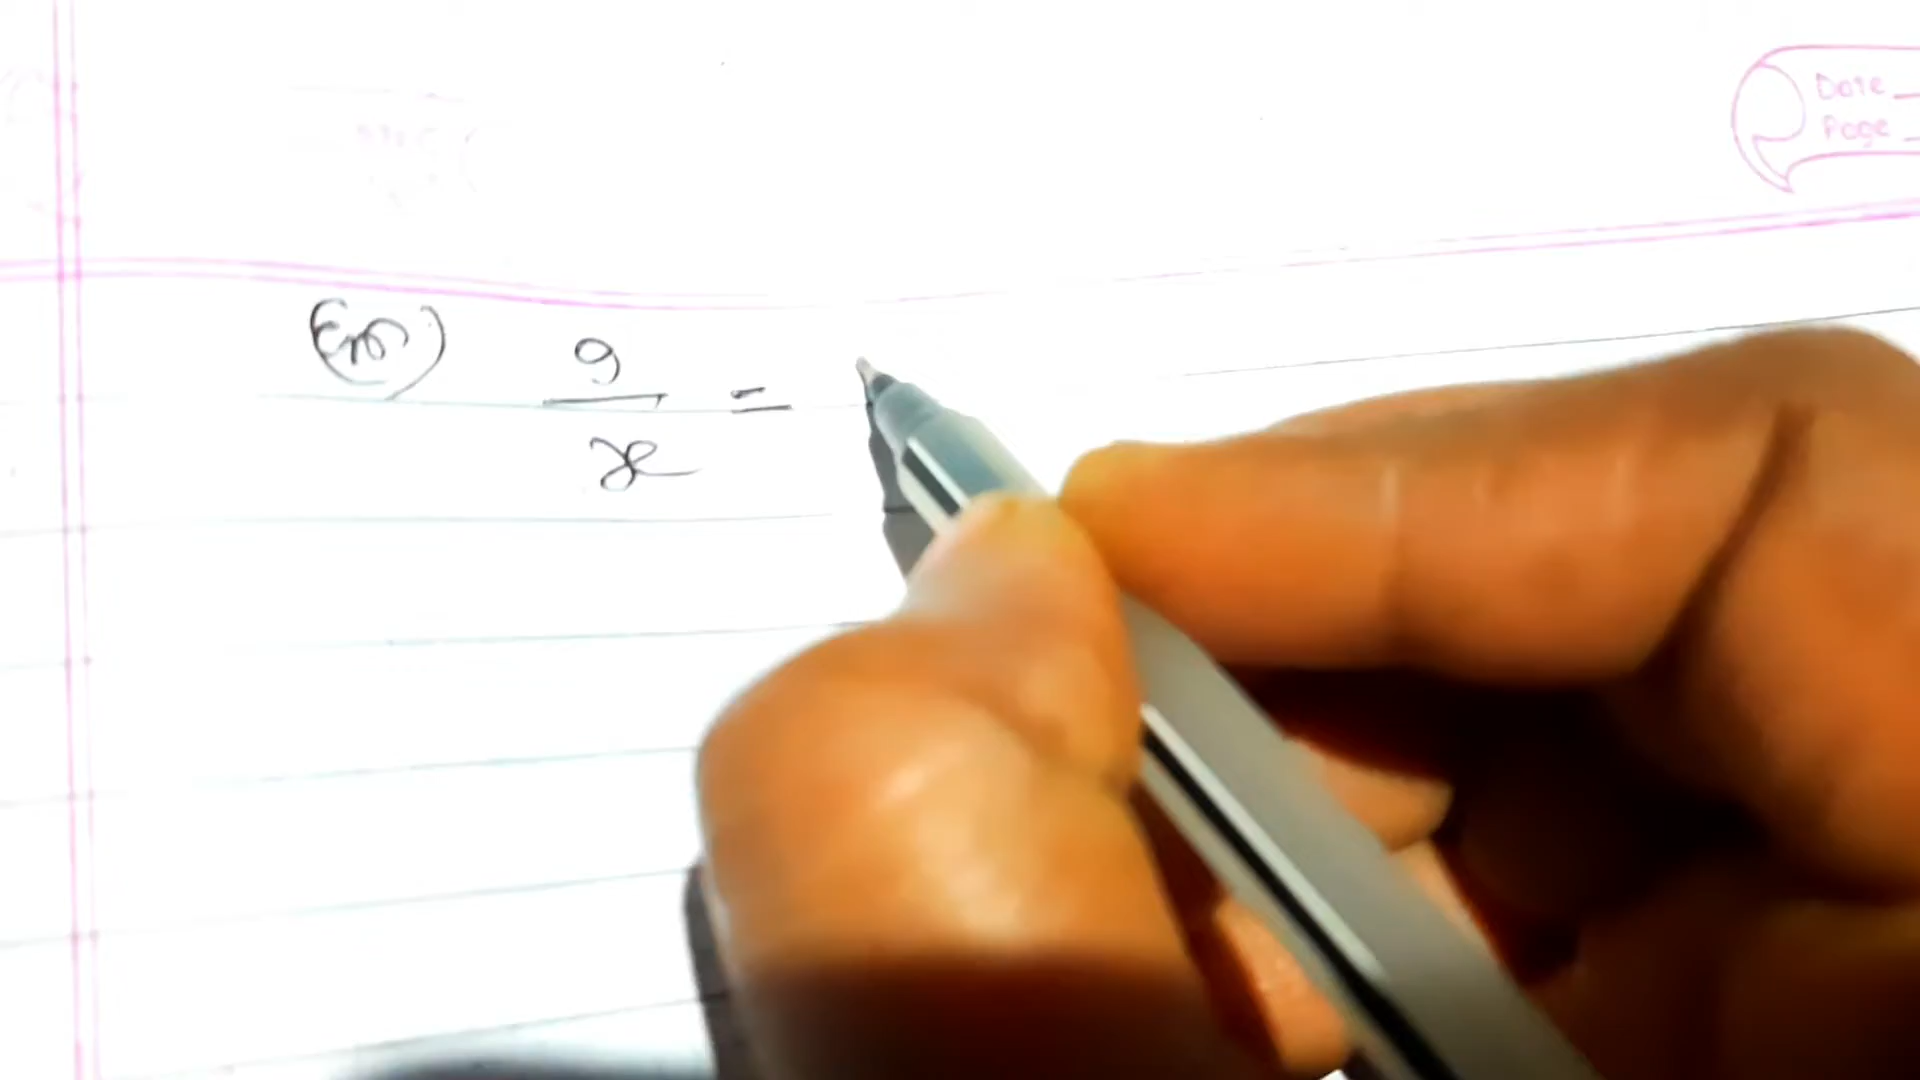 Date
Page
9/x =